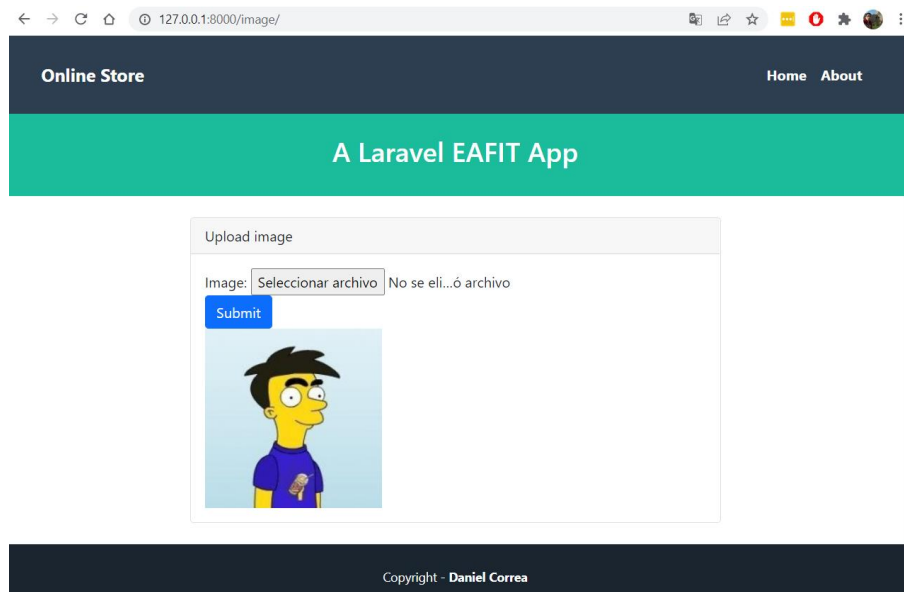 127.0.0.1:8000/image/
Online Store
Home About
A Laravel EAFIT App
Upload image
Image: Seleccionar archivo No se eli...ó archivo
Submit
Copyright - Daniel Correa